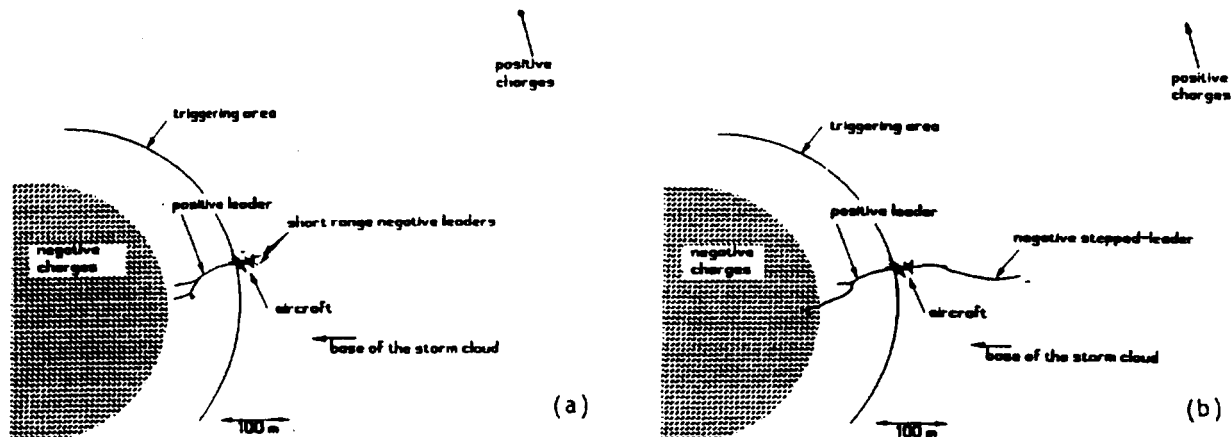 positive
charges
triggering area
positive leader
short range negative leaders
negative
charges
aircraft
base of the storm cloud
100 m
(a)
positive
charges
triggering area
positive leader
negative stepped-leader
negative
charges
aircraft
base of the storm cloud
100 m
(b)